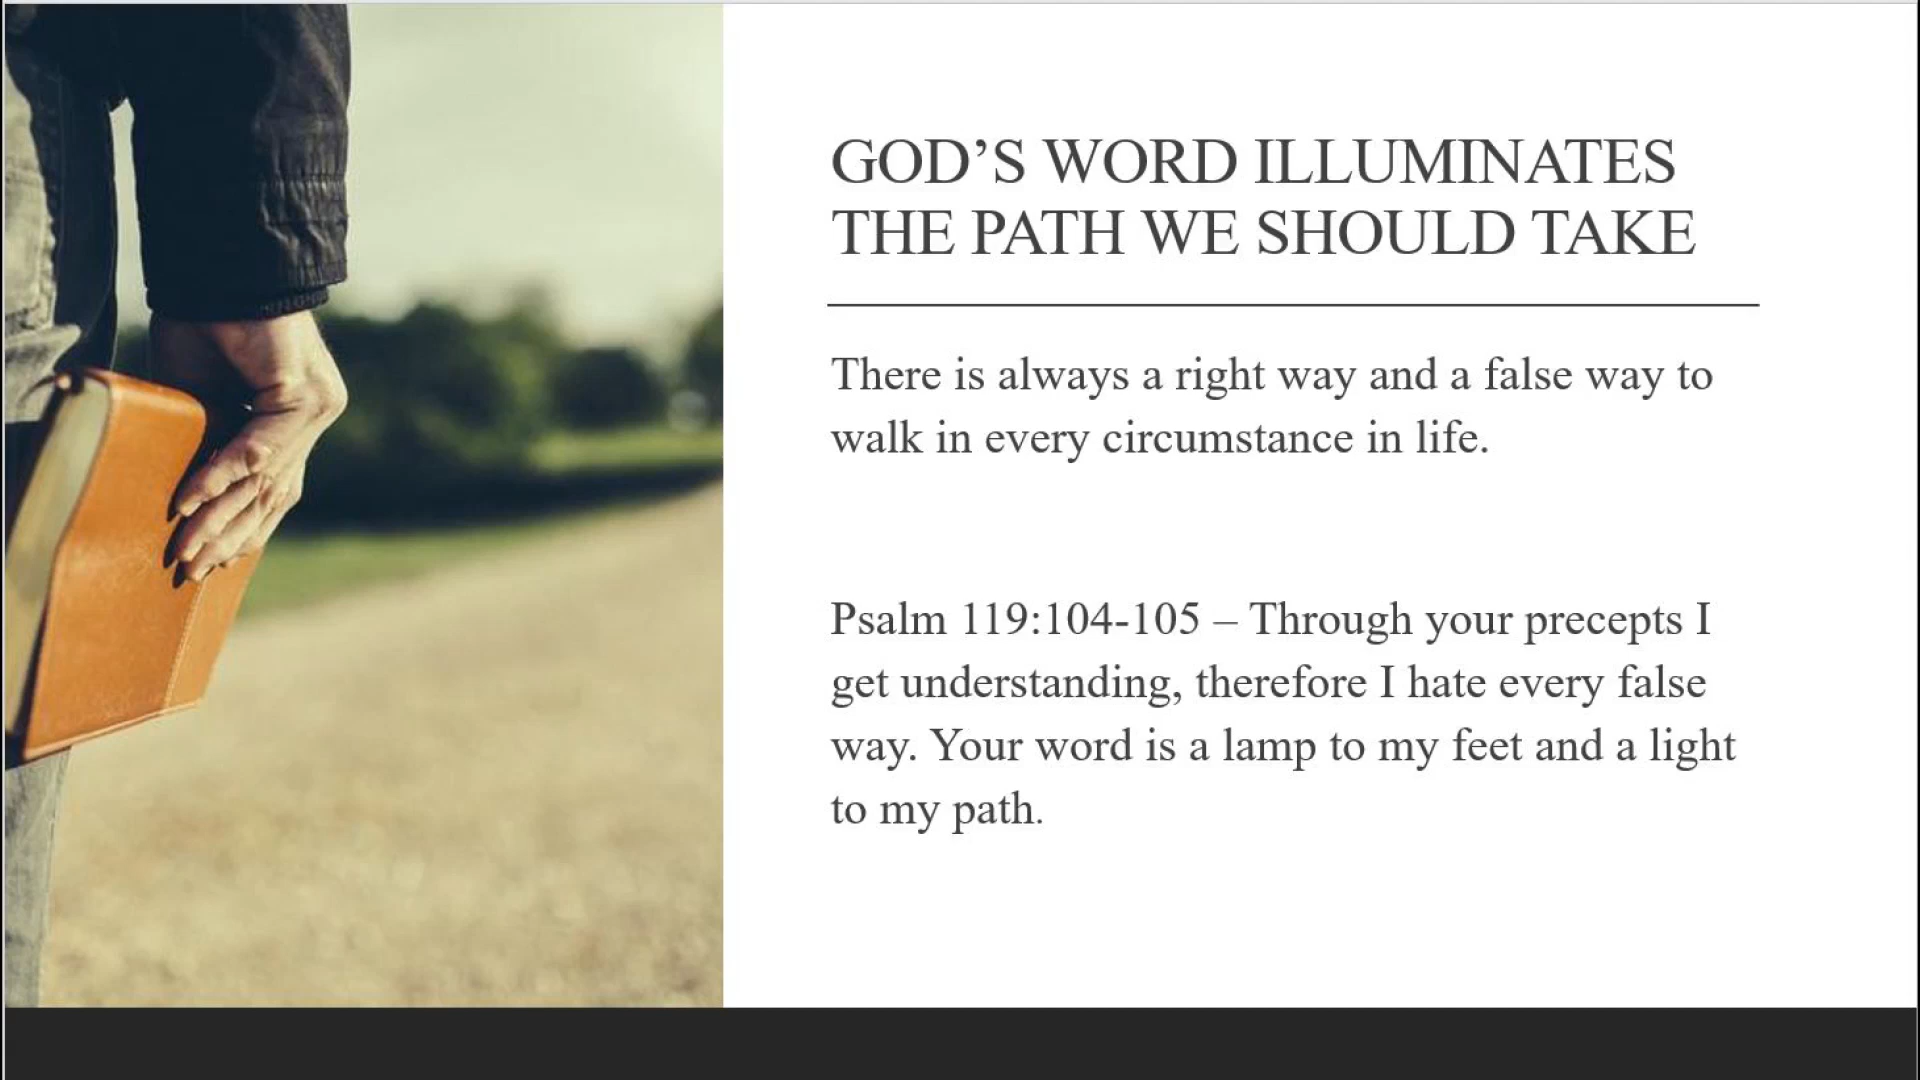 GOD’S WORD ILLUMINATES
THE PATH WE SHOULD TAKE
There is always a right way and a false way to
walk in every circumstance in life.
Psalm 119:104-105 – Through your precepts I
get understanding, therefore I hate every false
way. Your word is a lamp to my feet and a light
to my path.